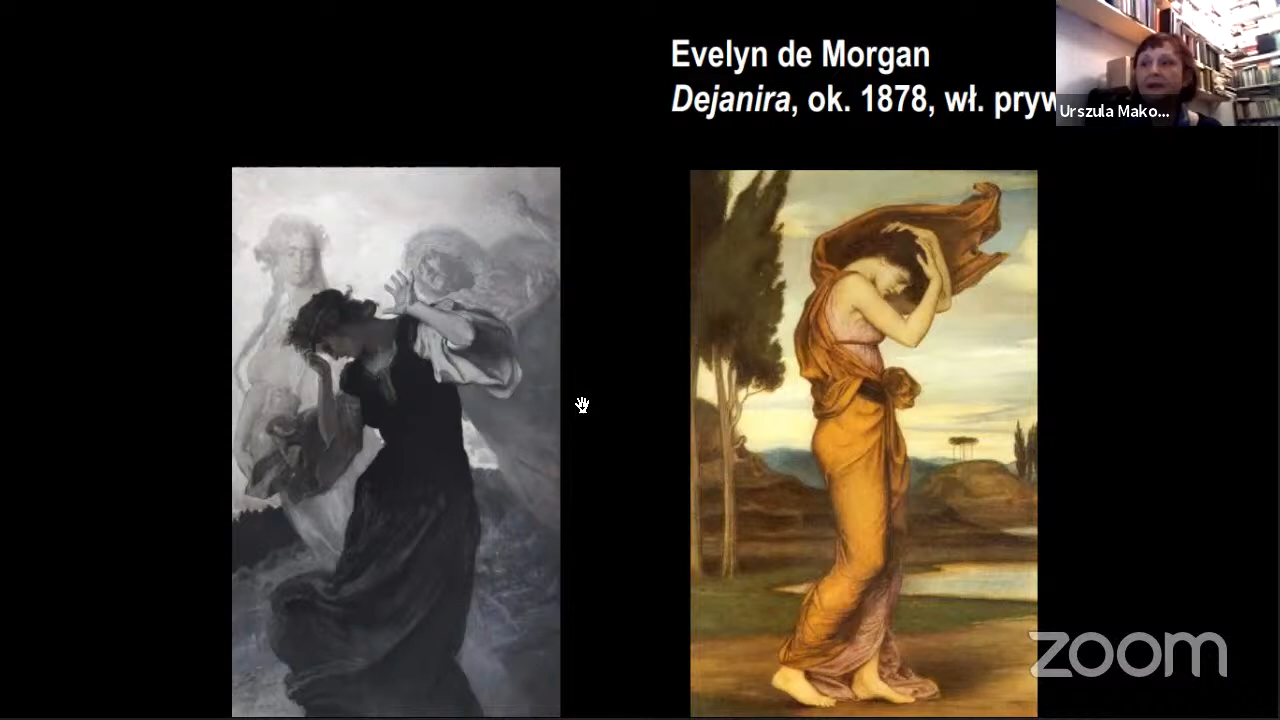 Evelyn de Morgan
Dejanira, ok. 1878, wł. pryw
Urszula Mako...
zoom